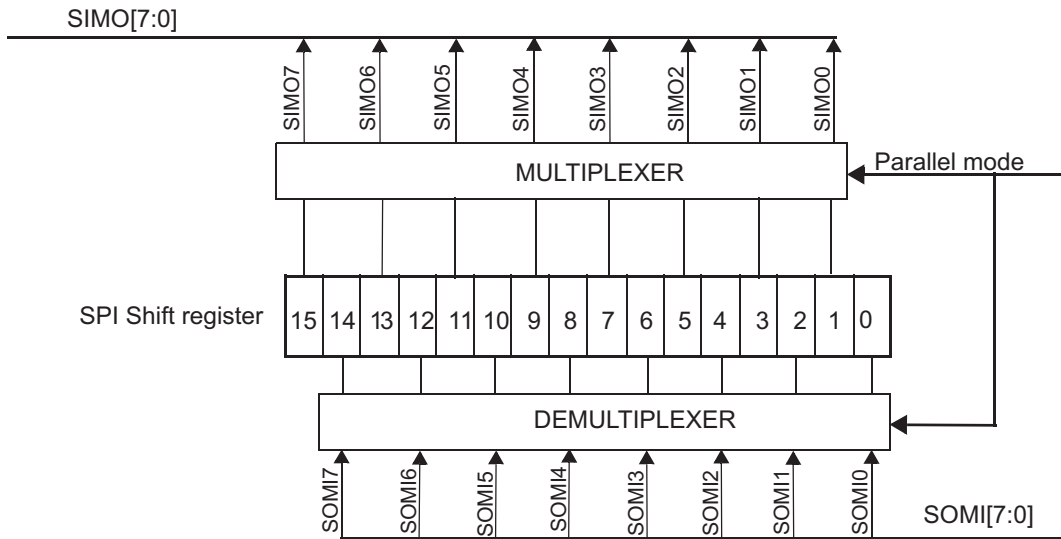 SIMO[7:0]
SIMO7
SIMO6
SIMO5
SIMO4
SIMO3
SIMO2
SIMO1
SIMO0
MULTIPLEXER
Parallel mode
SPI Shift register
15 14 13 12 11 10 9 8 7 6 5 4 3 2 1 0
DEMULTIPLEXER
SOMI7
SOMI6
SOMI5
SOMI4
SOMI3
SOMI2
SOMI1
SOMI0
SOMI[7:0]